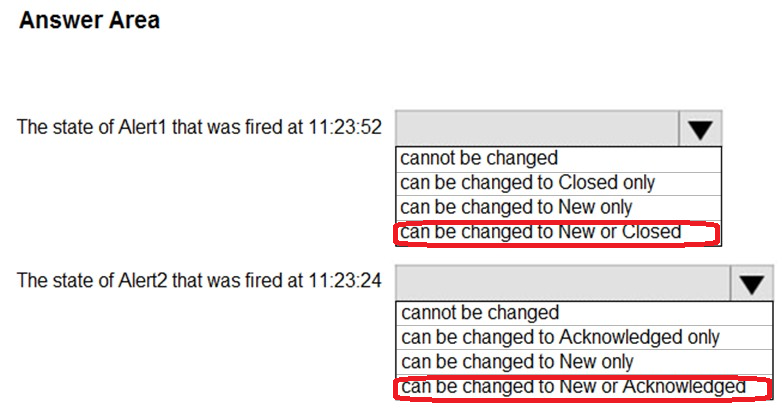 Answer Area
The state of Alert1 that was fired at 11:23:52
cannot be changed
can be changed to Closed only
can be changed to New only
can be changed to New or Closed
The state of Alert2 that was fired at 11:23:24
cannot be changed
can be changed to Acknowledged only
can be changed to New only
can be changed to New or Acknowledged